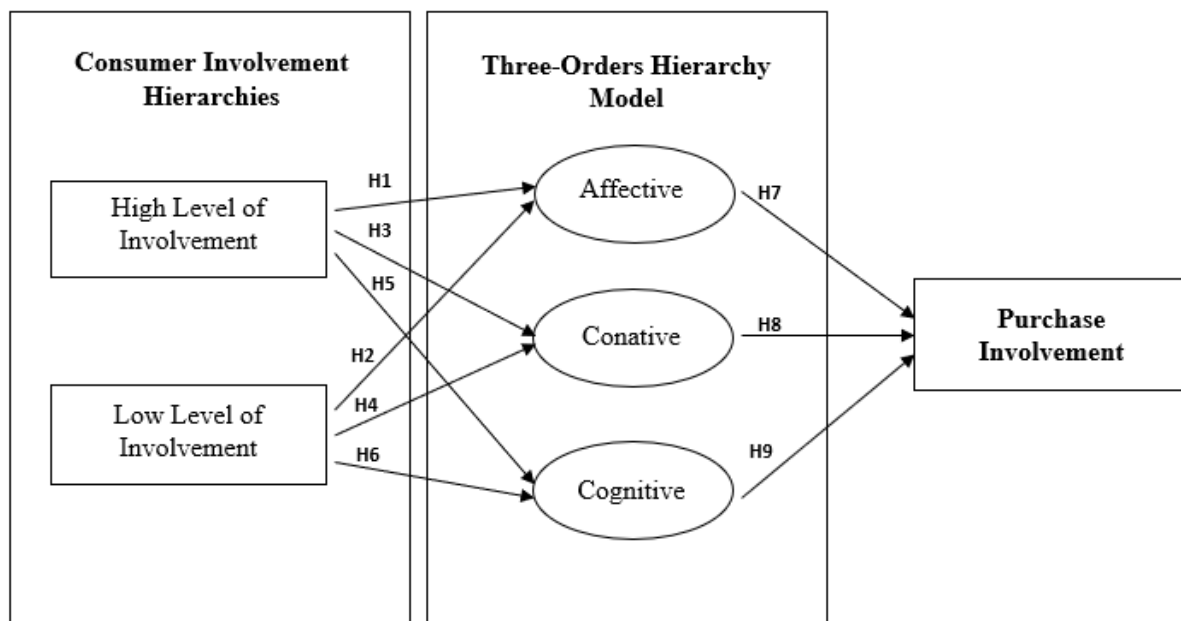 Consumer Involvement
Hierarchies
Three-Orders Hierarchy
Model
High Level of
Involvement
Low Level of
Involvement
H1
H3
H5
H2
H4
H6
Affective
Conative
Cognitive
H7
H8
H9
Purchase
Involvement